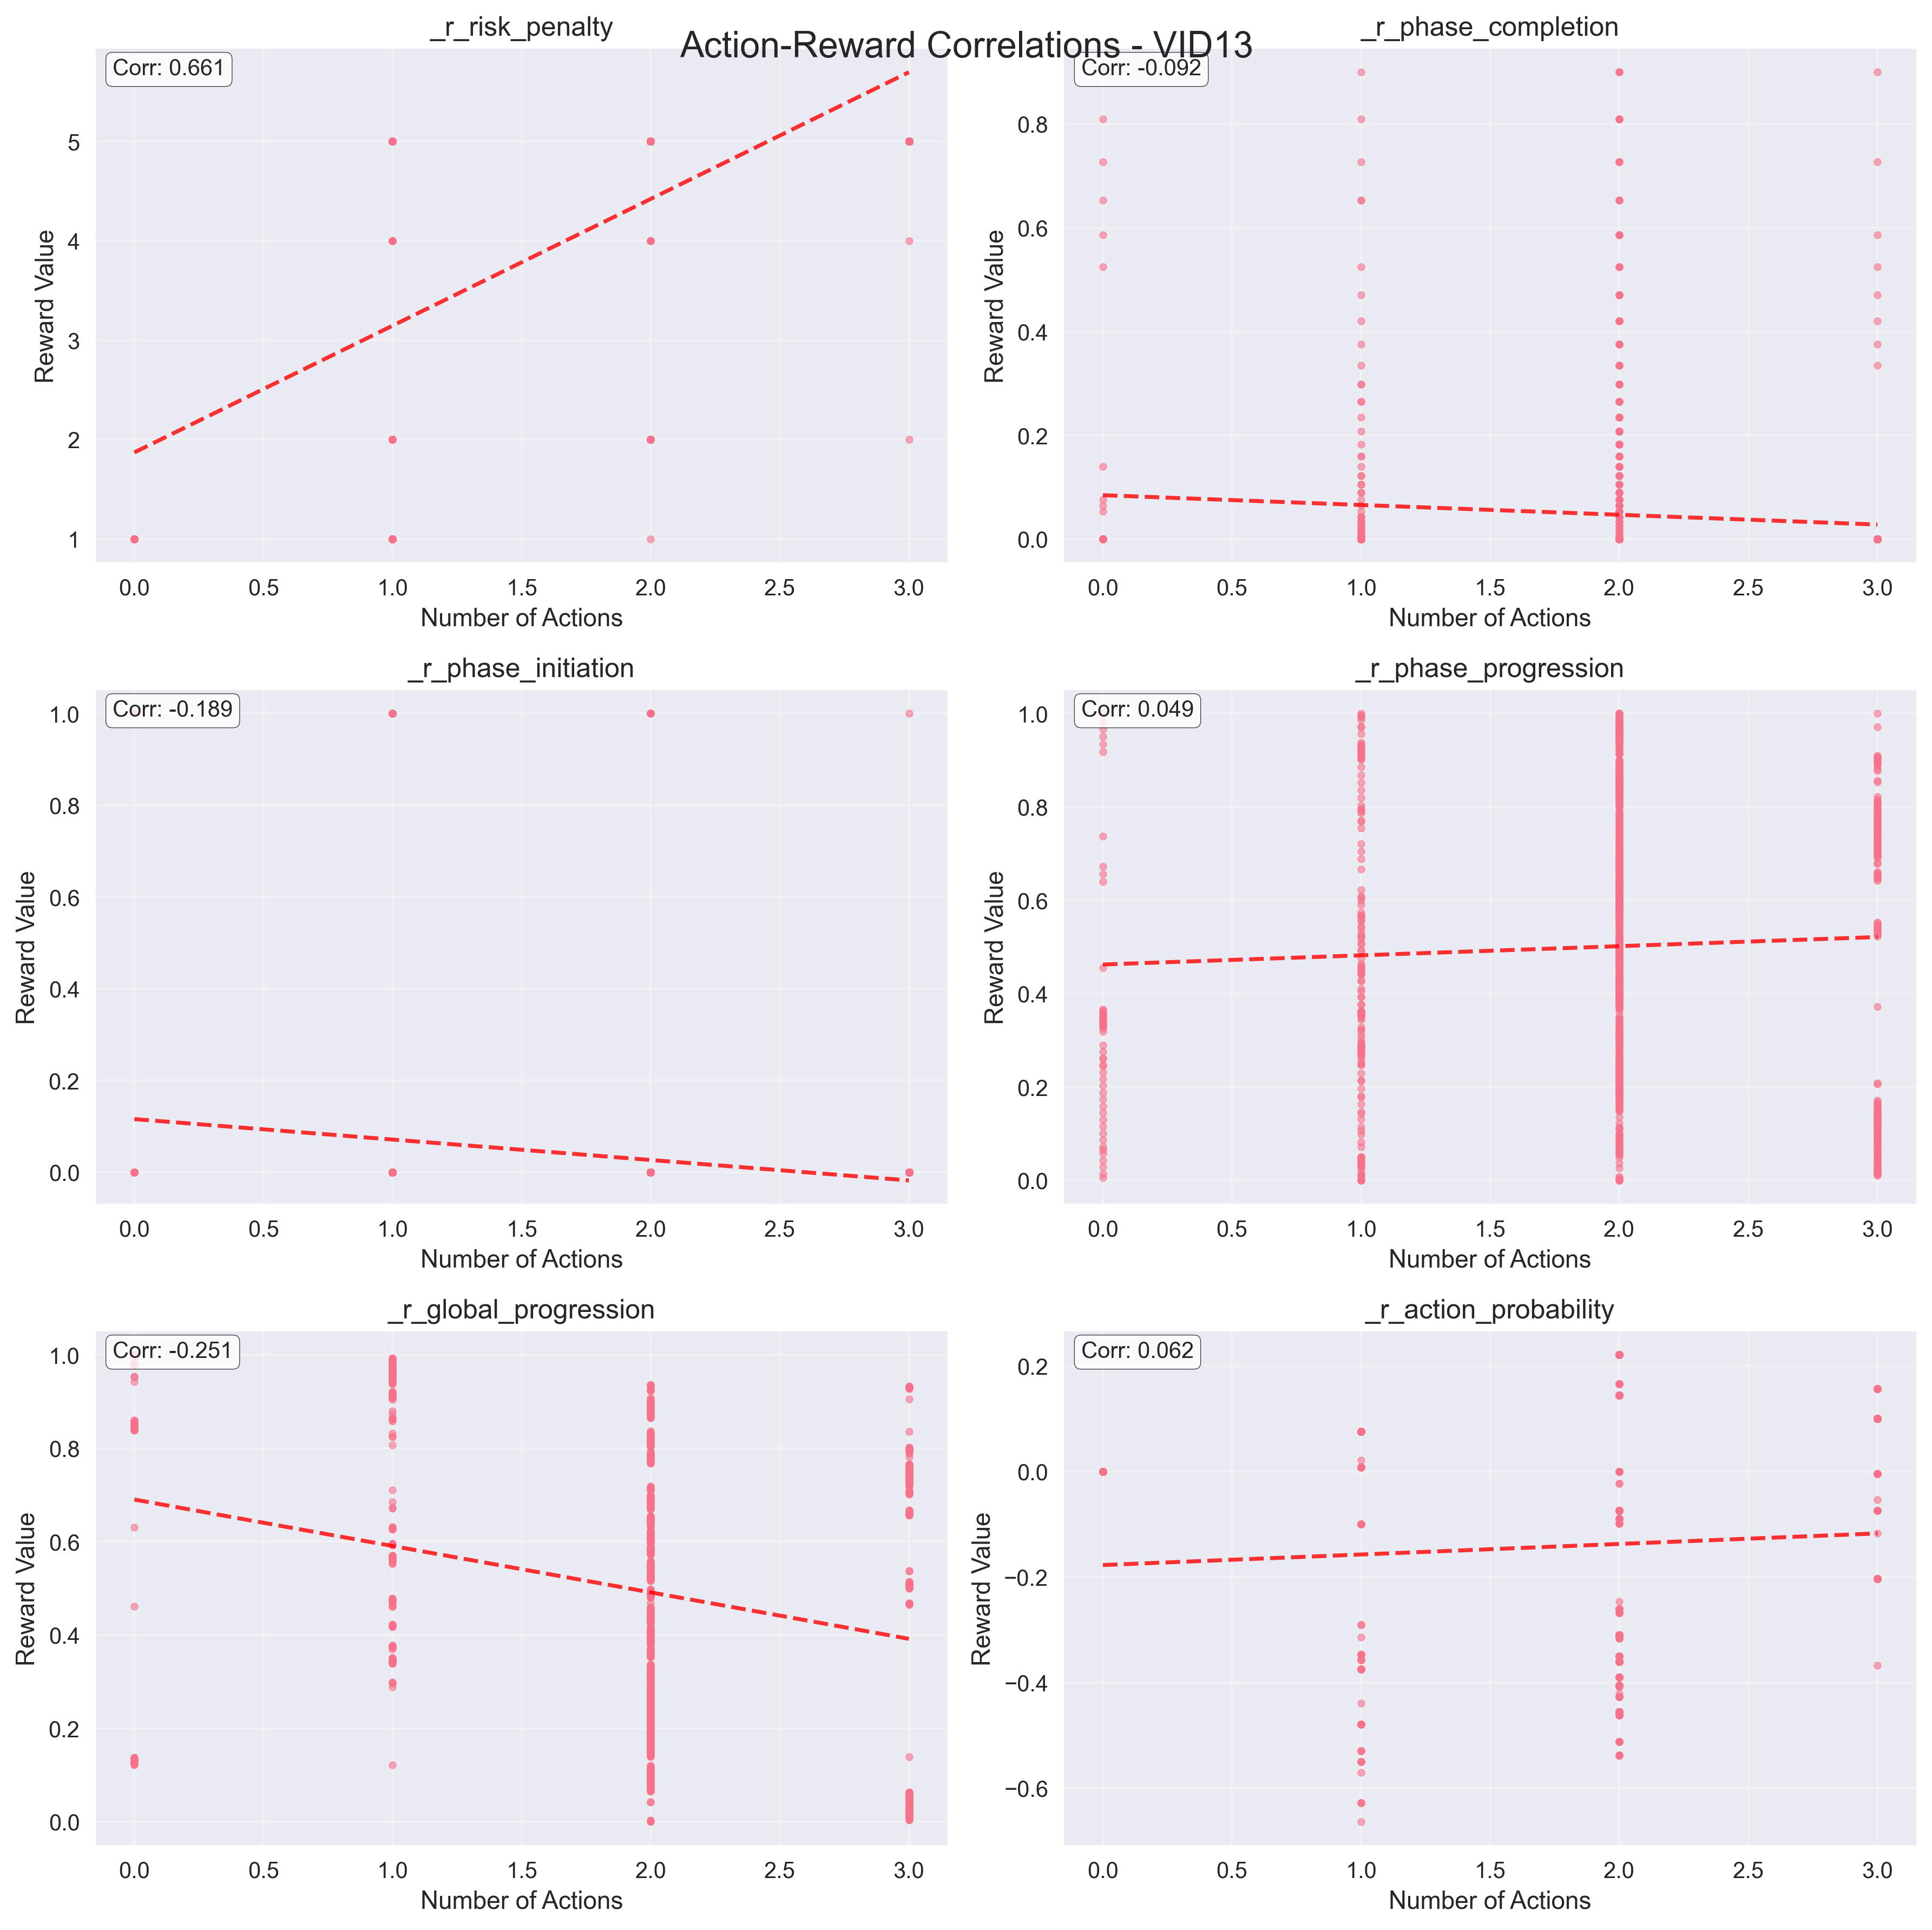 Action-Reward Correlations - VID13
_r_risk_penalty
Corr: 0.661
Reward Value
5
4
3
2
1
0.0 0.5 1.0 1.5 2.0 2.5 3.0
Number of Actions
_r_phase_completion
Corr: -0.092
Reward Value
0.8
0.6
0.4
0.2
0.0
0.0 0.5 1.0 1.5 2.0 2.5 3.0
Number of Actions
_r_phase_initiation
Corr: -0.189
Reward Value
1.0
0.8
0.6
0.4
0.2
0.0
0.0 0.5 1.0 1.5 2.0 2.5 3.0
Number of Actions
_r_phase_progression
Corr: 0.049
Reward Value
1.0
0.8
0.6
0.4
0.2
0.0
0.0 0.5 1.0 1.5 2.0 2.5 3.0
Number of Actions
_r_global_progression
Corr: -0.251
Reward Value
1.0
0.8
0.6
0.4
0.2
0.0
0.0 0.5 1.0 1.5 2.0 2.5 3.0
Number of Actions
_r_action_probability
Corr: 0.062
Reward Value
0.2
0.0
−0.2
−0.4
−0.6
0.0 0.5 1.0 1.5 2.0 2.5 3.0
Number of Actions